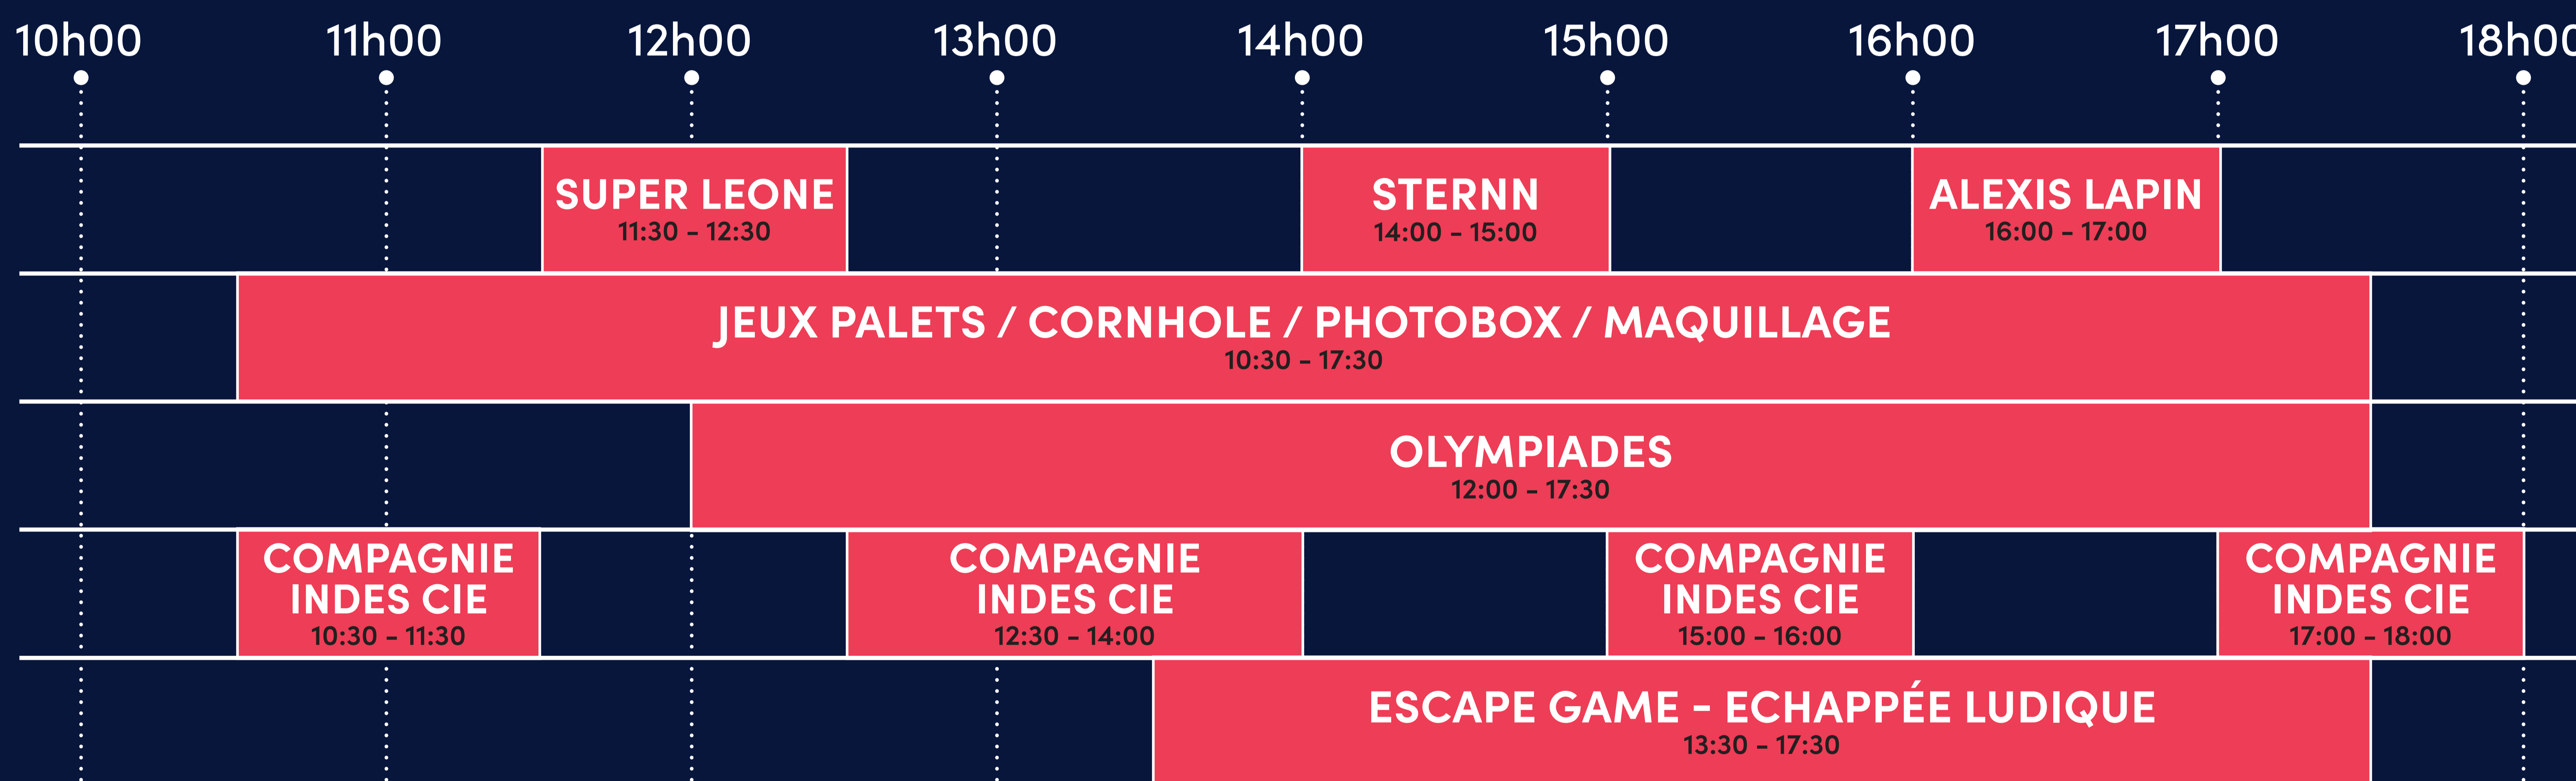 10h00 11h00 12h00 13h00 14h00 15h00 16h00 17h00 18h00
SUPER LEONE
11:30 - 12:30
STERNN
14:00 - 15:00
ALEXIS LAPIN
16:00 - 17:00
JEUX PALETS / CORNHOLE / PHOTOBOX / MAQUILLAGE
10:30 - 17:30
OLYMPIADES
12:00 - 17:30
COMPAGNIE
INDES CIE
10:30 - 11:30
COMPAGNIE
INDES CIE
12:30 - 14:00
COMPAGNIE
INDES CIE
15:00 - 16:00
COMPAGNIE
INDES CIE
17:00 - 18:00
ESCAPE GAME - ECHAPPÉE LUDIQUE
13:30 - 17:30